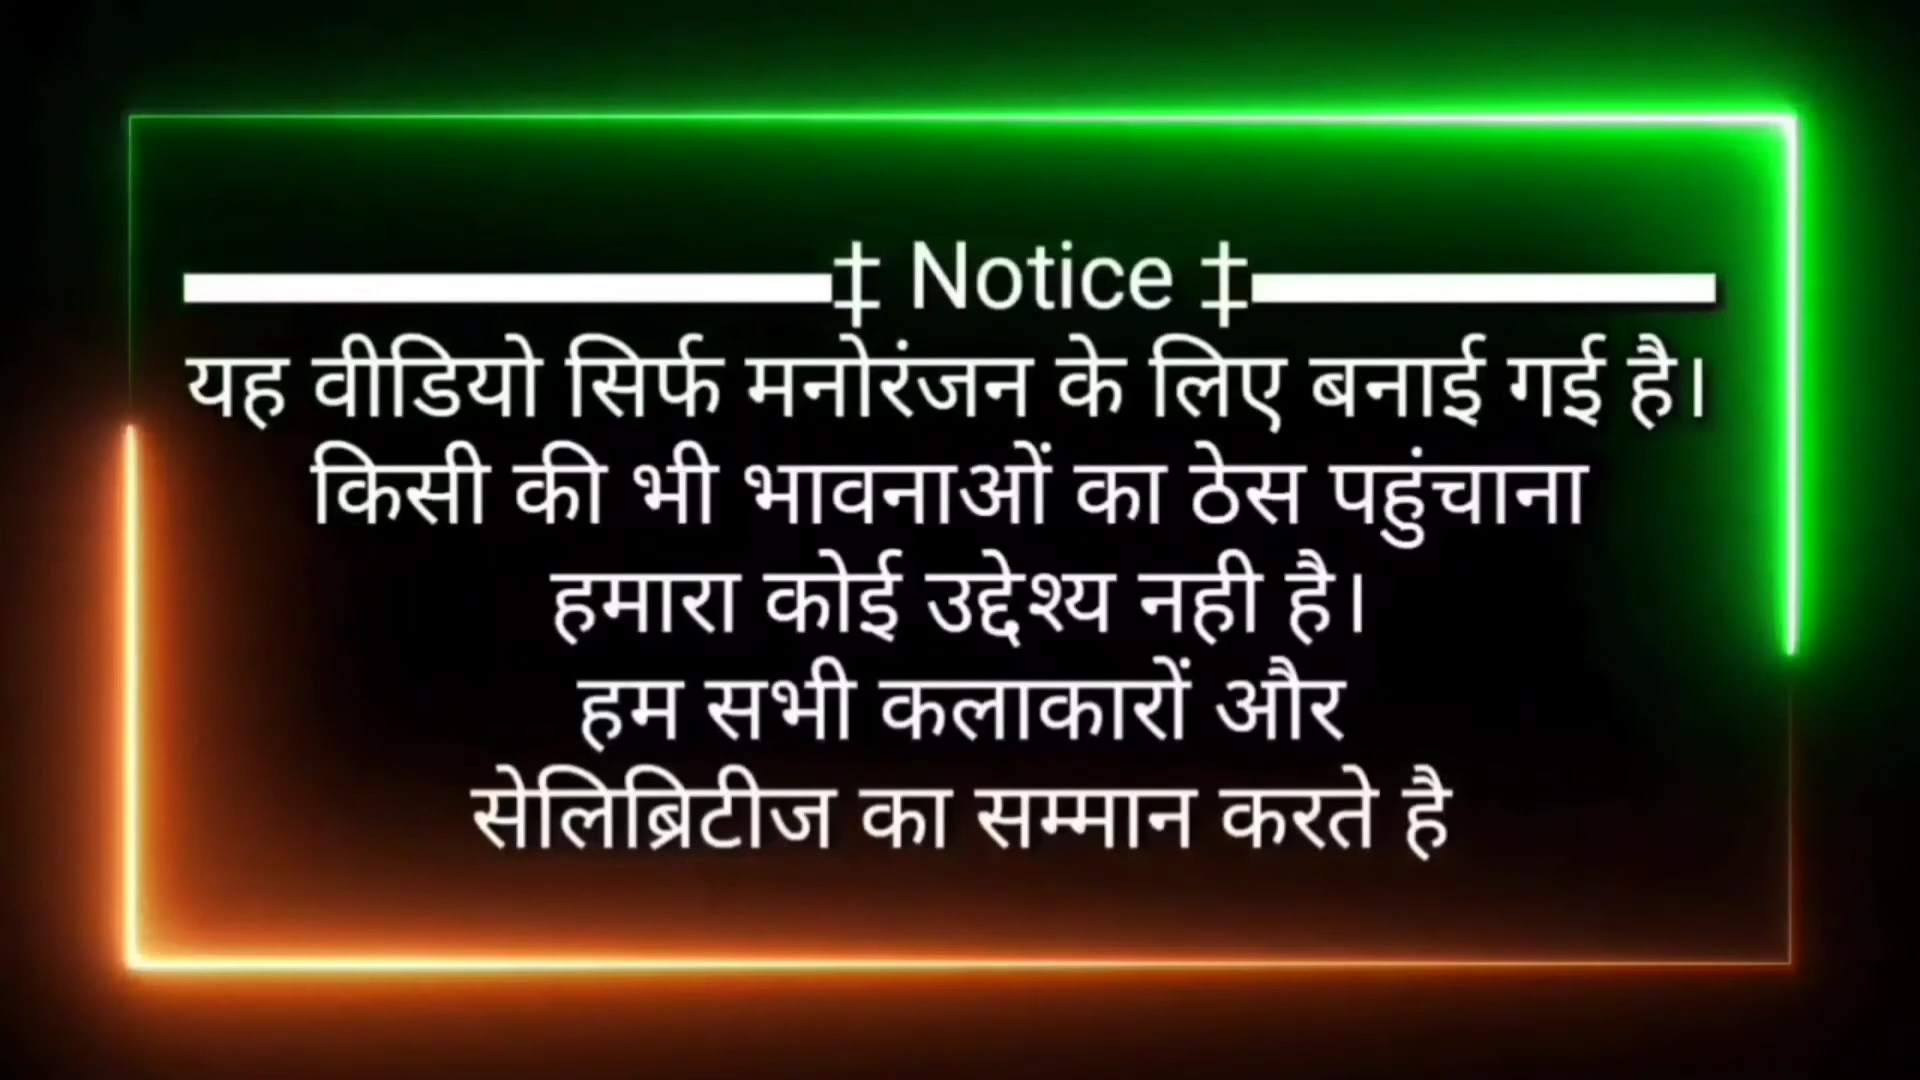 ‡ Notice ‡
यह वीडियो सिर्फ मनोरंजन के लिए बनाई गई है।
किसी की भी भावनाओं का ठेस पहुंचाना
हमारा कोई उद्देश्य नही है।
हम सभी कलाकारों और
सेलिब्रिटीज का सम्मान करते है